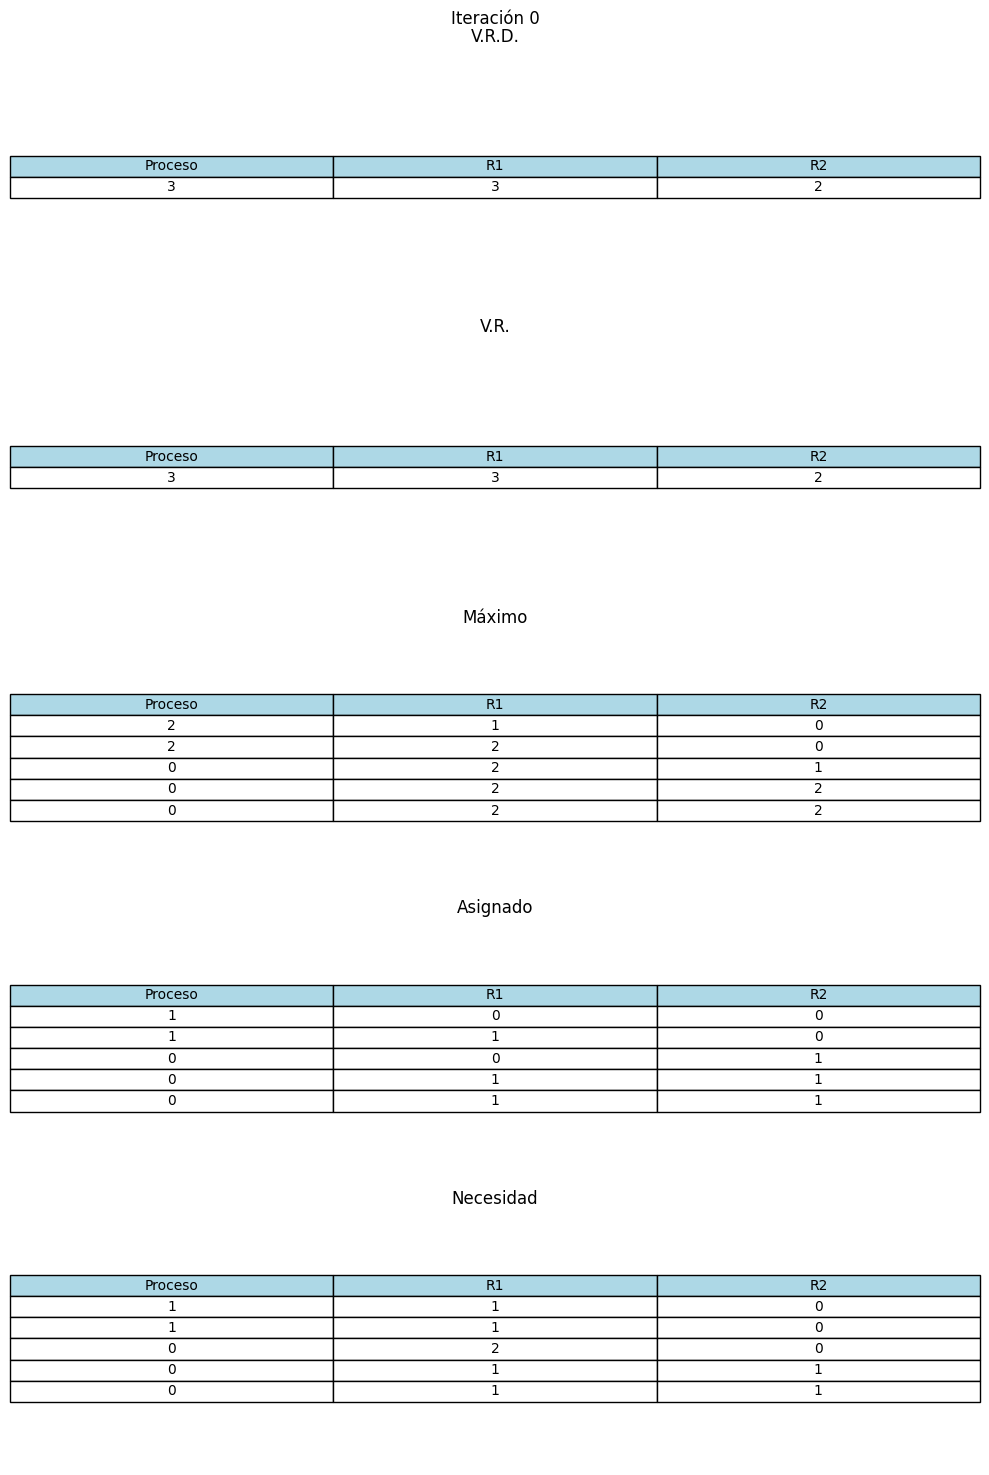 Iteración 0
V.R.D.
Proceso R1 R2
3 3 2
V.R.
Proceso R1 R2
3 3 2
Máximo
Proceso R1 R2
2 1 0
2 2 0
0 2 1
0 2 2
0 2 2
Asignado
Proceso R1 R2
1 0 0
1 1 0
0 0 1
0 1 1
0 1 1
Necesidad
Proceso R1 R2
1 1 0
1 1 0
0 2 0
0 1 1
0 1 1